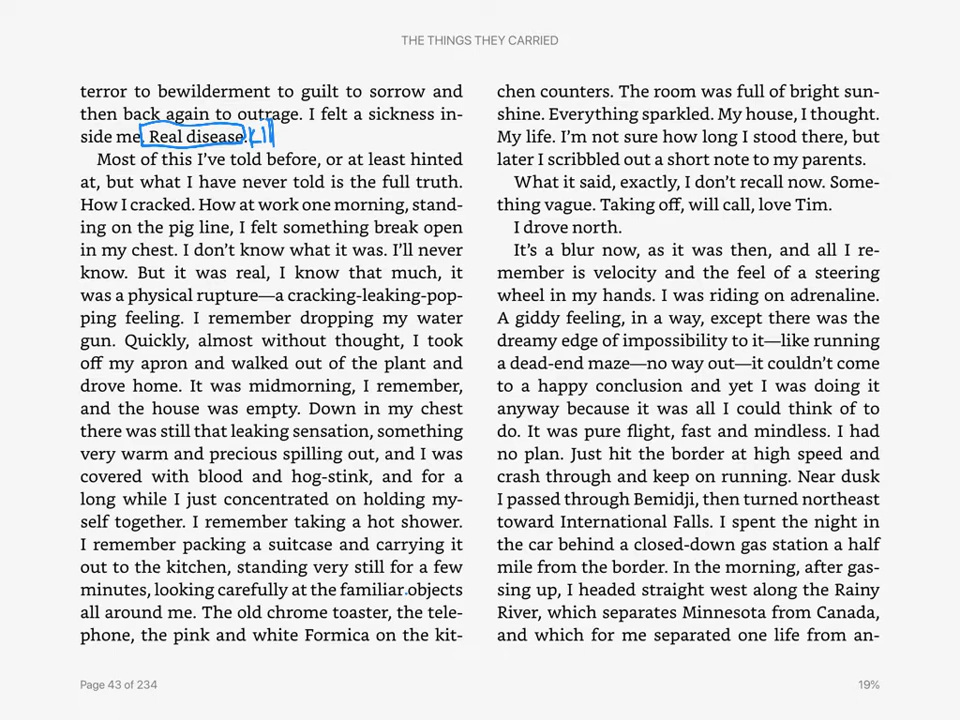 THE THINGS THEY CARRIED
terror to bewilderment to guilt to sorrow and
then back again to outrage. I felt a sickness in-
side me. Real disease.
Most of this I’ve told before, or at least hinted
at, but what I have never told is the full truth.
How I cracked. How at work one morning, stand-
ing on the pig line, I felt something break open
in my chest. I don’t know what it was. I’ll never
know. But it was real, I know that much, it
was a physical rupture—a cracking-leaking-pop-
ping feeling. I remember dropping my water
gun. Quickly, almost without thought, I took
off my apron and walked out of the plant and
drove home. It was midmorning, I remember,
and the house was empty. Down in my chest
there was still that leaking sensation, something
very warm and precious spilling out, and I was
covered with blood and hog-stink, and for a
long while I just concentrated on holding my-
self together. I remember taking a hot shower.
I remember packing a suitcase and carrying it
out to the kitchen, standing very still for a few
minutes, looking carefully at the familiar objects
all around me. The old chrome toaster, the tele-
phone, the pink and white Formica on the kit-
chen counters. The room was full of bright sun-
shine. Everything sparkled. My house, I thought.
My life. I’m not sure how long I stood there, but
later I scribbled out a short note to my parents.
What it said, exactly, I don’t recall now. Some-
thing vague. Taking off, will call, love Tim.
I drove north.
It’s a blur now, as it was then, and all I re-
member is velocity and the feel of a steering
wheel in my hands. I was riding on adrenaline.
A giddy feeling, in a way, except there was the
dreamy edge of impossibility to it—like running
a dead-end maze—no way out—it couldn’t come
to a happy conclusion and yet I was doing it
anyway because it was all I could think of to
do. It was pure flight, fast and mindless. I had
no plan. Just hit the border at high speed and
crash through and keep on running. Near dusk
I passed through Bemidji, then turned northeast
toward International Falls. I spent the night in
the car behind a closed-down gas station a half
mile from the border. In the morning, after gas-
sing up, I headed straight west along the Rainy
River, which separates Minnesota from Canada,
and which for me separated one life from an-
Page 43 of 234
19%